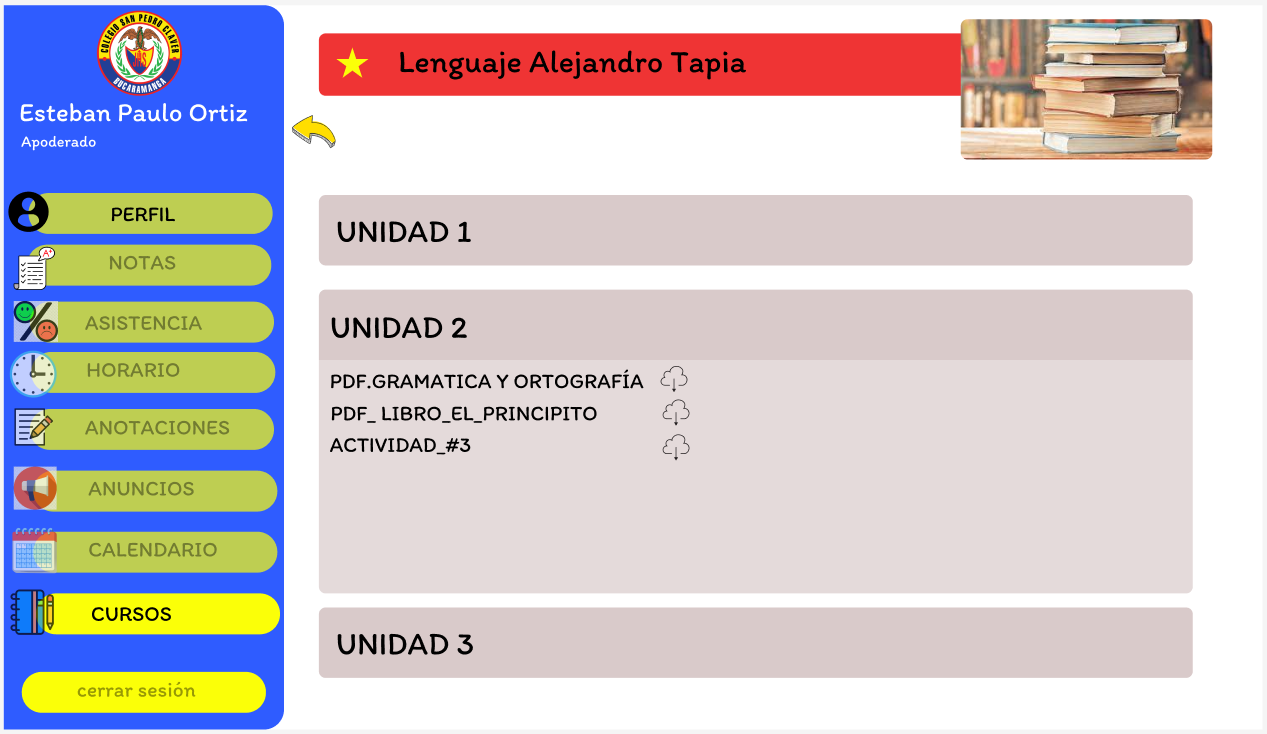 COLEGIO SAN PEDRO CLAVER
BUCARAMANGA
Esteban Paulo Ortiz
Apoderado
PERFIL
NOTAS
A+
ASISTENCIA
HORARIO
ANOTACIONES
ANUNCIOS
CALENDARIO
CURSOS
cerrar sesión
Lenguaje Alejandro Tapia
UNIDAD 1
UNIDAD 2
PDF.GRAMATICA Y ORTOGRAFÍA
PDF_ LIBRO_EL_PRINCIPITO
ACTIVIDAD_#3
UNIDAD 3